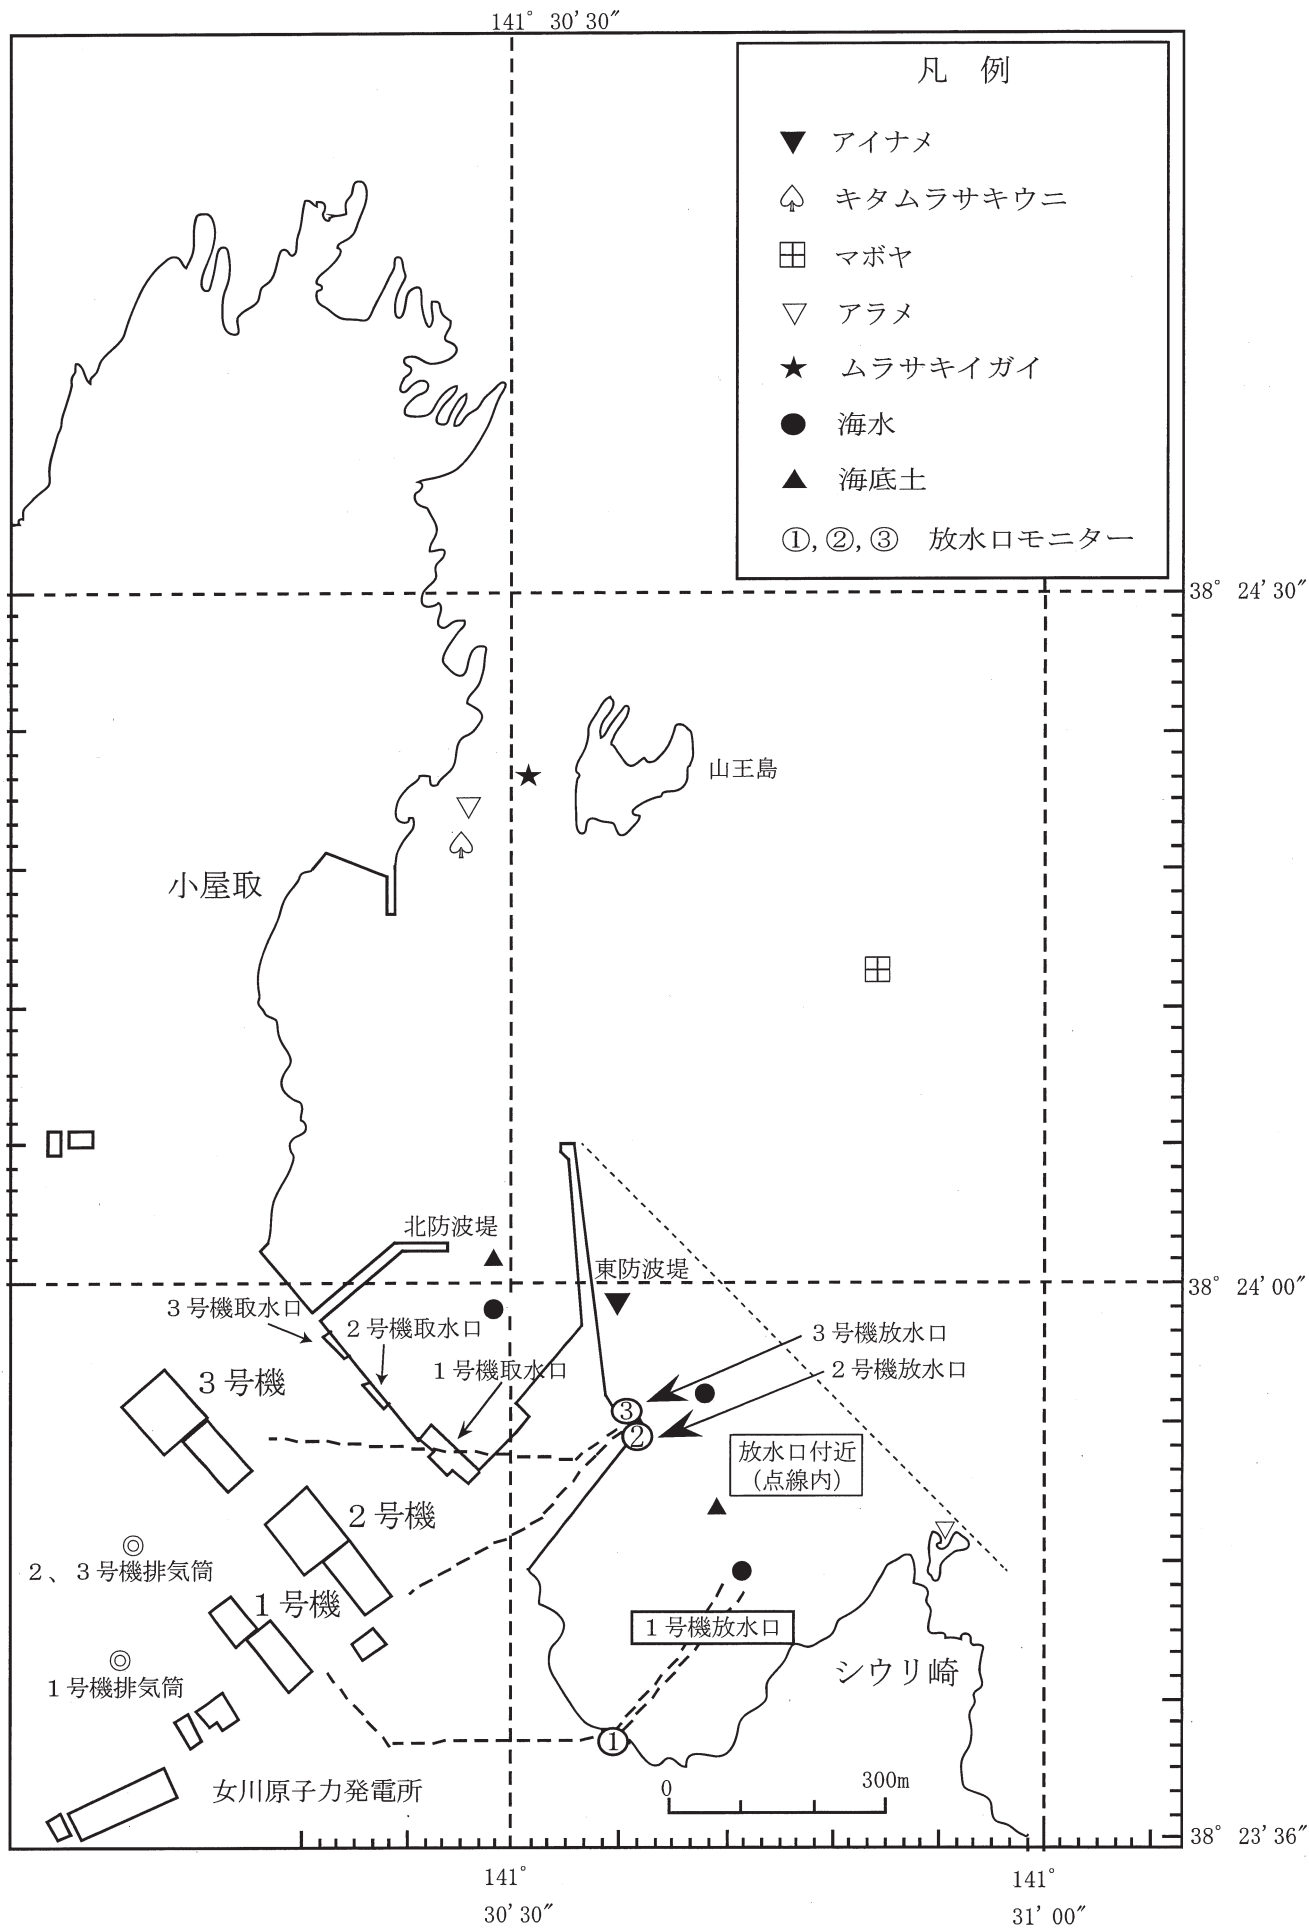 141° 30′30″
凡　例
アイナメ
キタムラサキウニ
マボヤ
アラメ
ムラサキイガイ
海水
海底土
①,②,③　放水口モニター
38° 24′30″
山王島
小屋取
北防波堤
東防波堤
38° 24′00″
３号機取水口
２号機取水口
１号機取水口
３号機放水口
２号機放水口
３号機
③
②
放水口付近
（点線内）
２号機
２、３号機排気筒
１号機
１号機放水口
シウリ崎
１号機排気筒
①
女川原子力発電所
0
300m
38° 23′36″
141°
30′30″
141°
31′00″